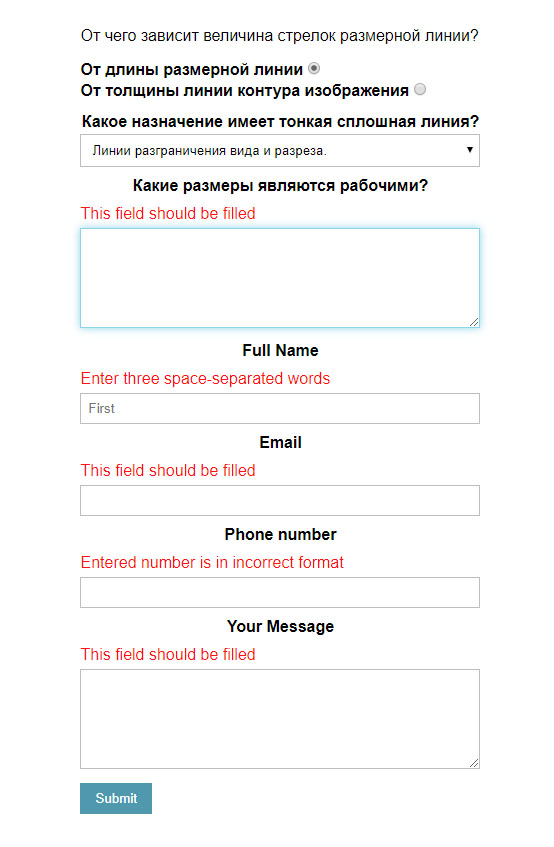 От чего зависит величина стрелок размерной линии?
От длины размерной линии
От толщины линии контура изображения
Какое назначение имеет тонкая сплошная линия?
Линии разграничения вида и разреза.
Какие размеры являются рабочими?
This field should be filled
Full Name
Enter three space-separated words
First
Email
This field should be filled
Phone number
Entered number is in incorrect format
Your Message
This field should be filled
Submit